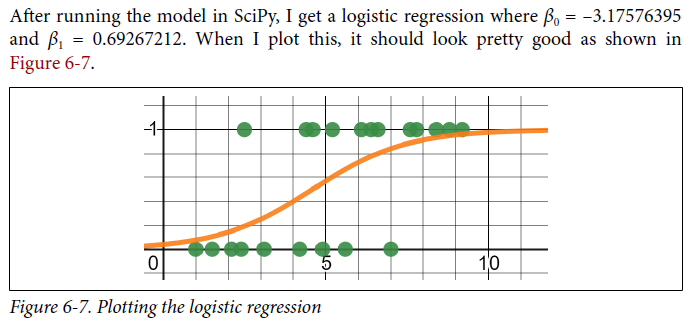 After running the model in SciPy, I get a logistic regression where β₀ = −3.17576395
and β₁ = 0.69267212. When I plot this, it should look pretty good as shown in
Figure 6-7.
1
0 5 10
Figure 6-7. Plotting the logistic regression